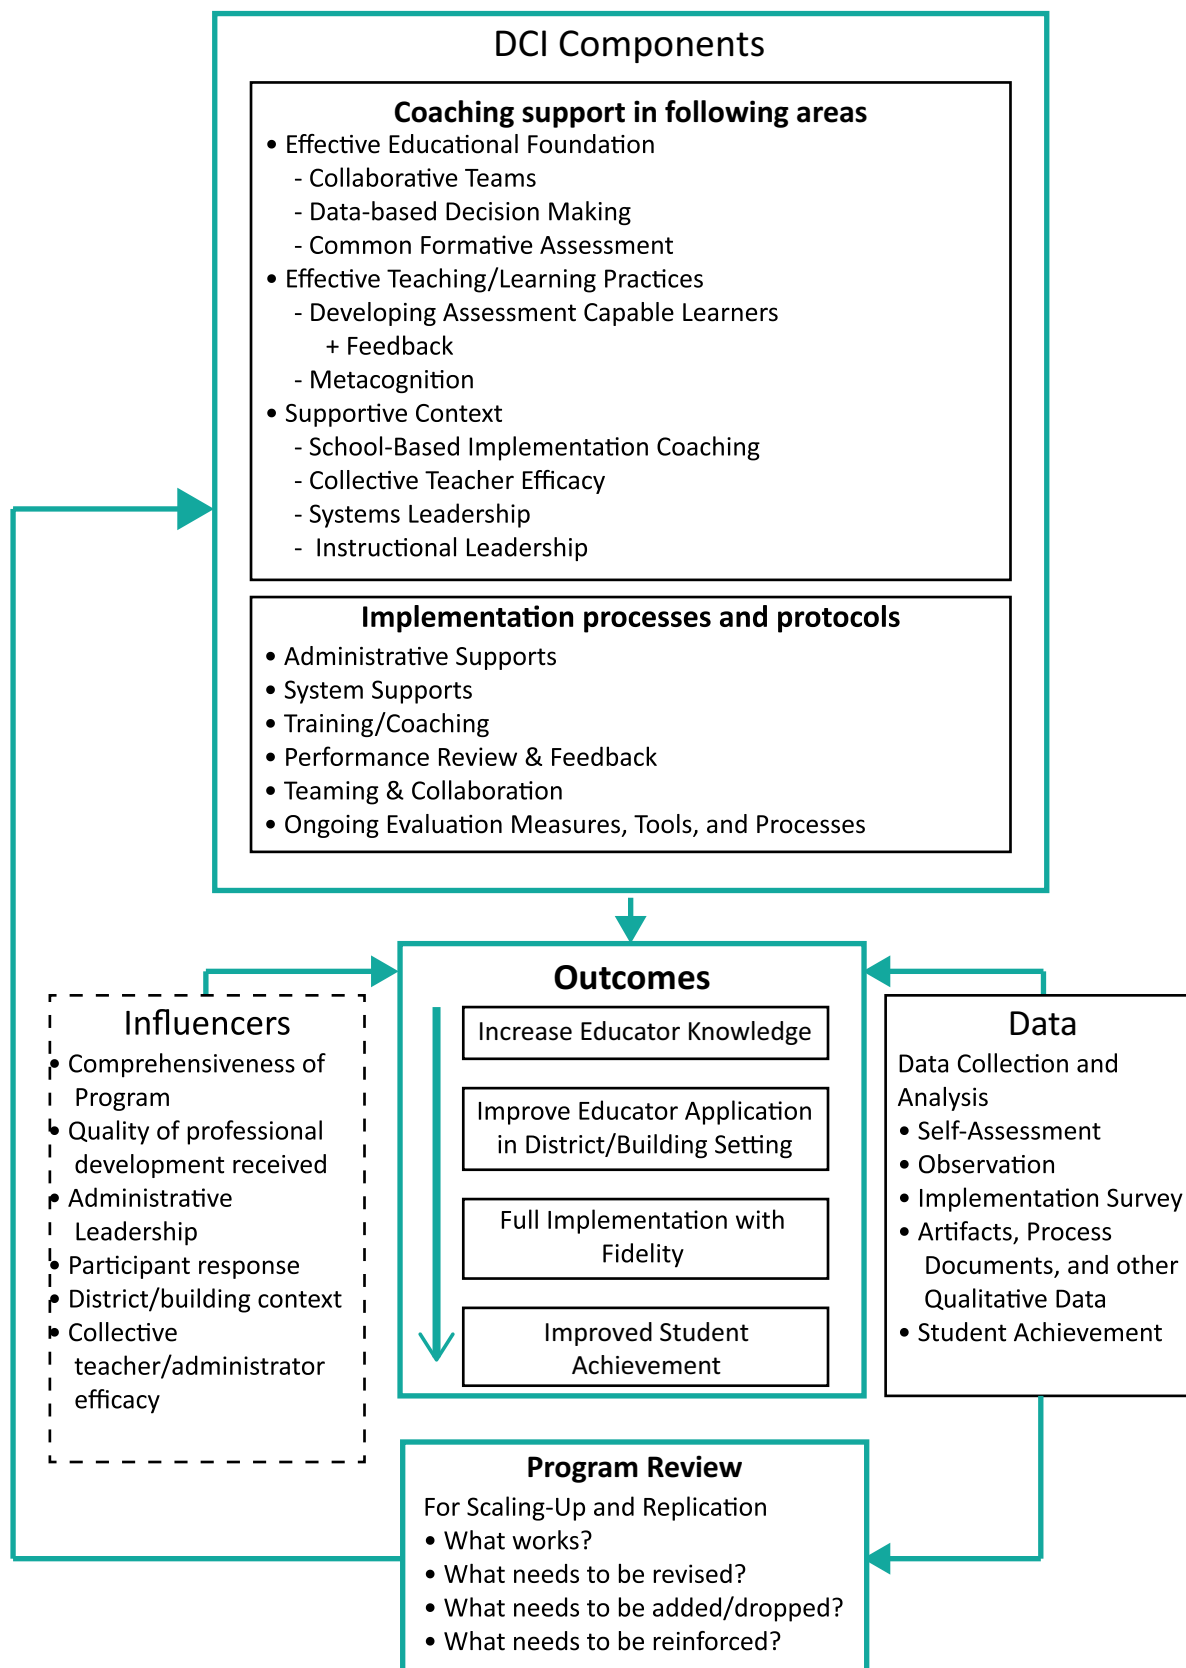 DCI Components
Coaching support in following areas
• Effective Educational Foundation
- Collaborative Teams
- Data-based Decision Making
- Common Formative Assessment
• Effective Teaching/Learning Practices
- Developing Assessment Capable Learners
+ Feedback
- Metacognition
• Supportive Context
- School-Based Implementation Coaching
- Collective Teacher Efficacy
- Systems Leadership
- Instructional Leadership
Implementation processes and protocols
• Administrative Supports
• System Supports
• Training/Coaching
• Performance Review & Feedback
• Teaming & Collaboration
• Ongoing Evaluation Measures, Tools, and Processes
Influencers
• Comprehensiveness of
Program
• Quality of professional
development received
• Administrative
Leadership
• Participant response
• District/building context
• Collective
teacher/administrator
efficacy
Outcomes
Increase Educator Knowledge
Improve Educator Application
in District/Building Setting
Full Implementation with
Fidelity
Improved Student
Achievement
Data
Data Collection and
Analysis
• Self-Assessment
• Observation
• Implementation Survey
• Artifacts, Process
Documents, and other
Qualitative Data
• Student Achievement
Program Review
For Scaling-Up and Replication
• What works?
• What needs to be revised?
• What needs to be added/dropped?
• What needs to be reinforced?